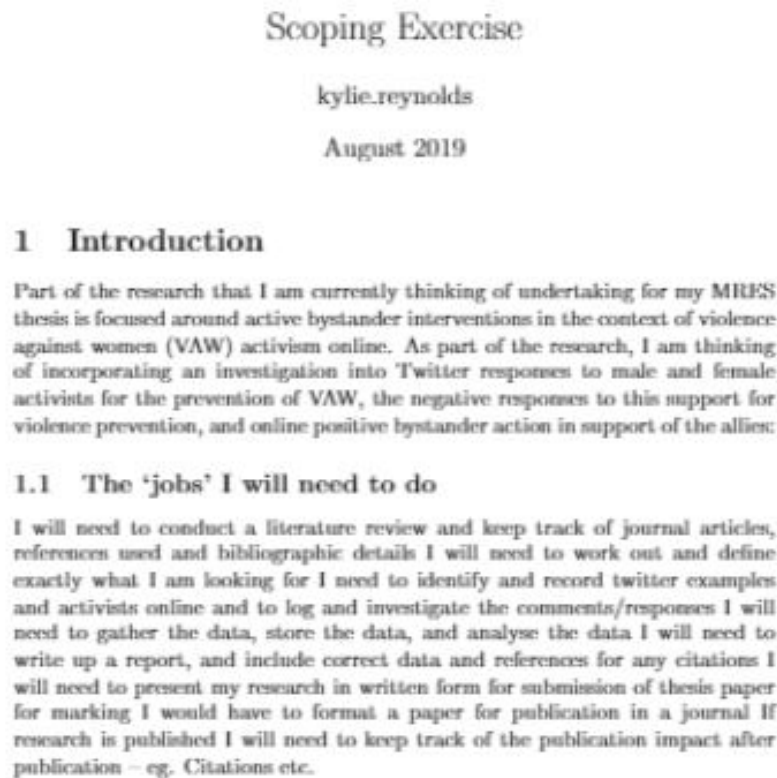 Scoping Exercise
kylie.reynolds
August 2019
1 Introduction
Part of the research that I am currently thinking of undertaking for my MRES
thesis is focused around active bystander interventions in the context of violence
against women (VAW) activism online. As part of the research, I am thinking
of incorporating an investigation into Twitter responses to male and female
activists for the prevention of VAW, the negative responses to this support for
violence prevention, and online positive bystander action in support of the allies:
1.1 The ‘jobs’ I will need to do
I will need to conduct a literature review and keep track of journal articles,
references used and bibliographic details I will need to work out and define
exactly what I am looking for I need to identify and record twitter examples
and activists online and to log and investigate the comments/responses I will
need to gather the data, store the data, and analyse the data I will need to
write up a report, and include correct data and references for any citations I
will need to present my research in written form for submission of thesis paper
for marking I would have to format a paper for publication in a journal If
research is published I will need to keep track of the publication impact after
publication – eg. Citations etc.